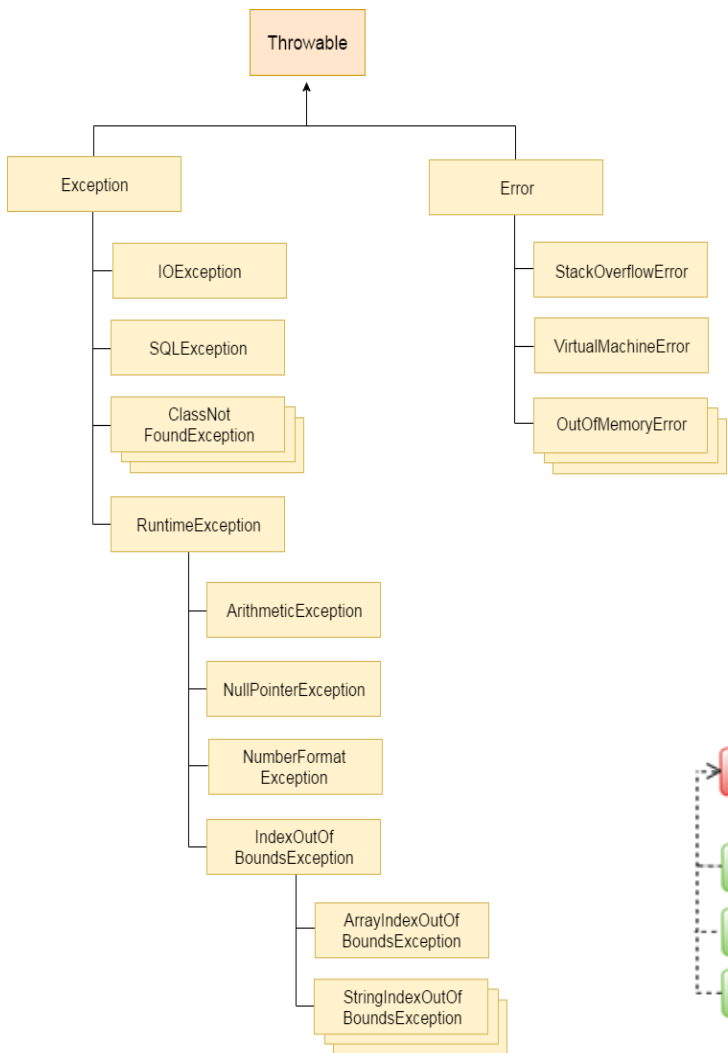 Throwable
Exception
Error
IOException
StackOverflowError
SQLException
VirtualMachineError
ClassNot
FoundException
OutOfMemoryError
RuntimeException
ArithmeticException
NullPointerException
NumberFormat
Exception
IndexOutOf
BoundsException
ArrayIndexOutOf
BoundsException
StringIndexOutOf
BoundsException